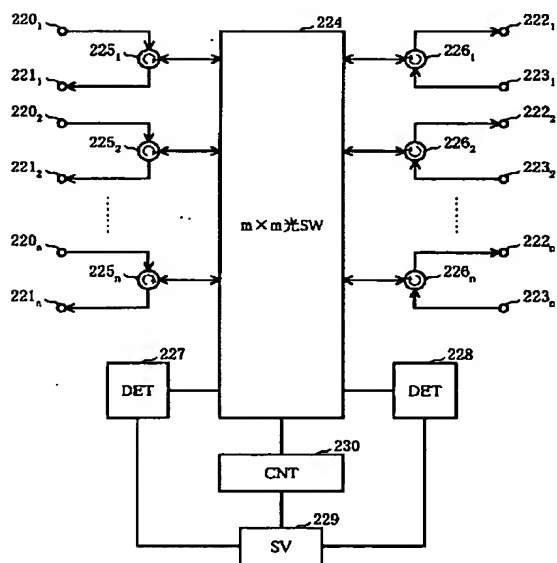 220₁ 224 222₁
225₁ 226₁
221₁ 223₁
220₂ 222₂
225₂ 226₂
221₂ 223₂
m×m光SW
220ₙ 222ₙ
225ₙ 226ₙ
221ₙ 223ₙ
227 228
DET DET
230
CNT
229
SV